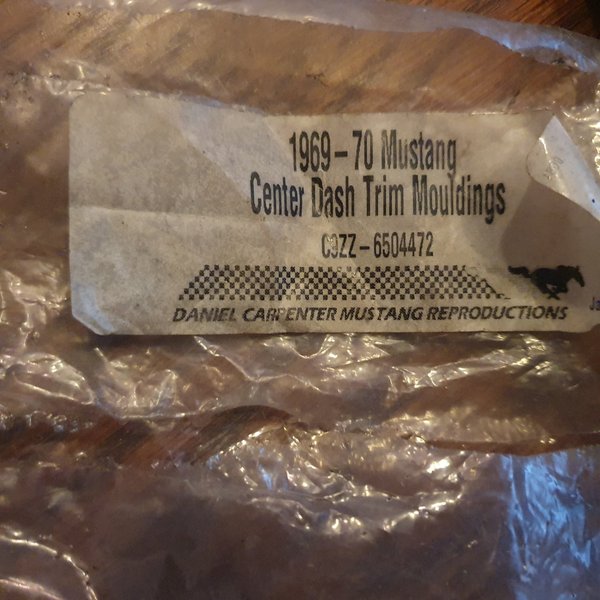 1969-70 Mustang
Center Dash Trim Mouldings
C9ZZ-6504472
DANIEL CARPENTER MUSTANG REPRODUCTIONS